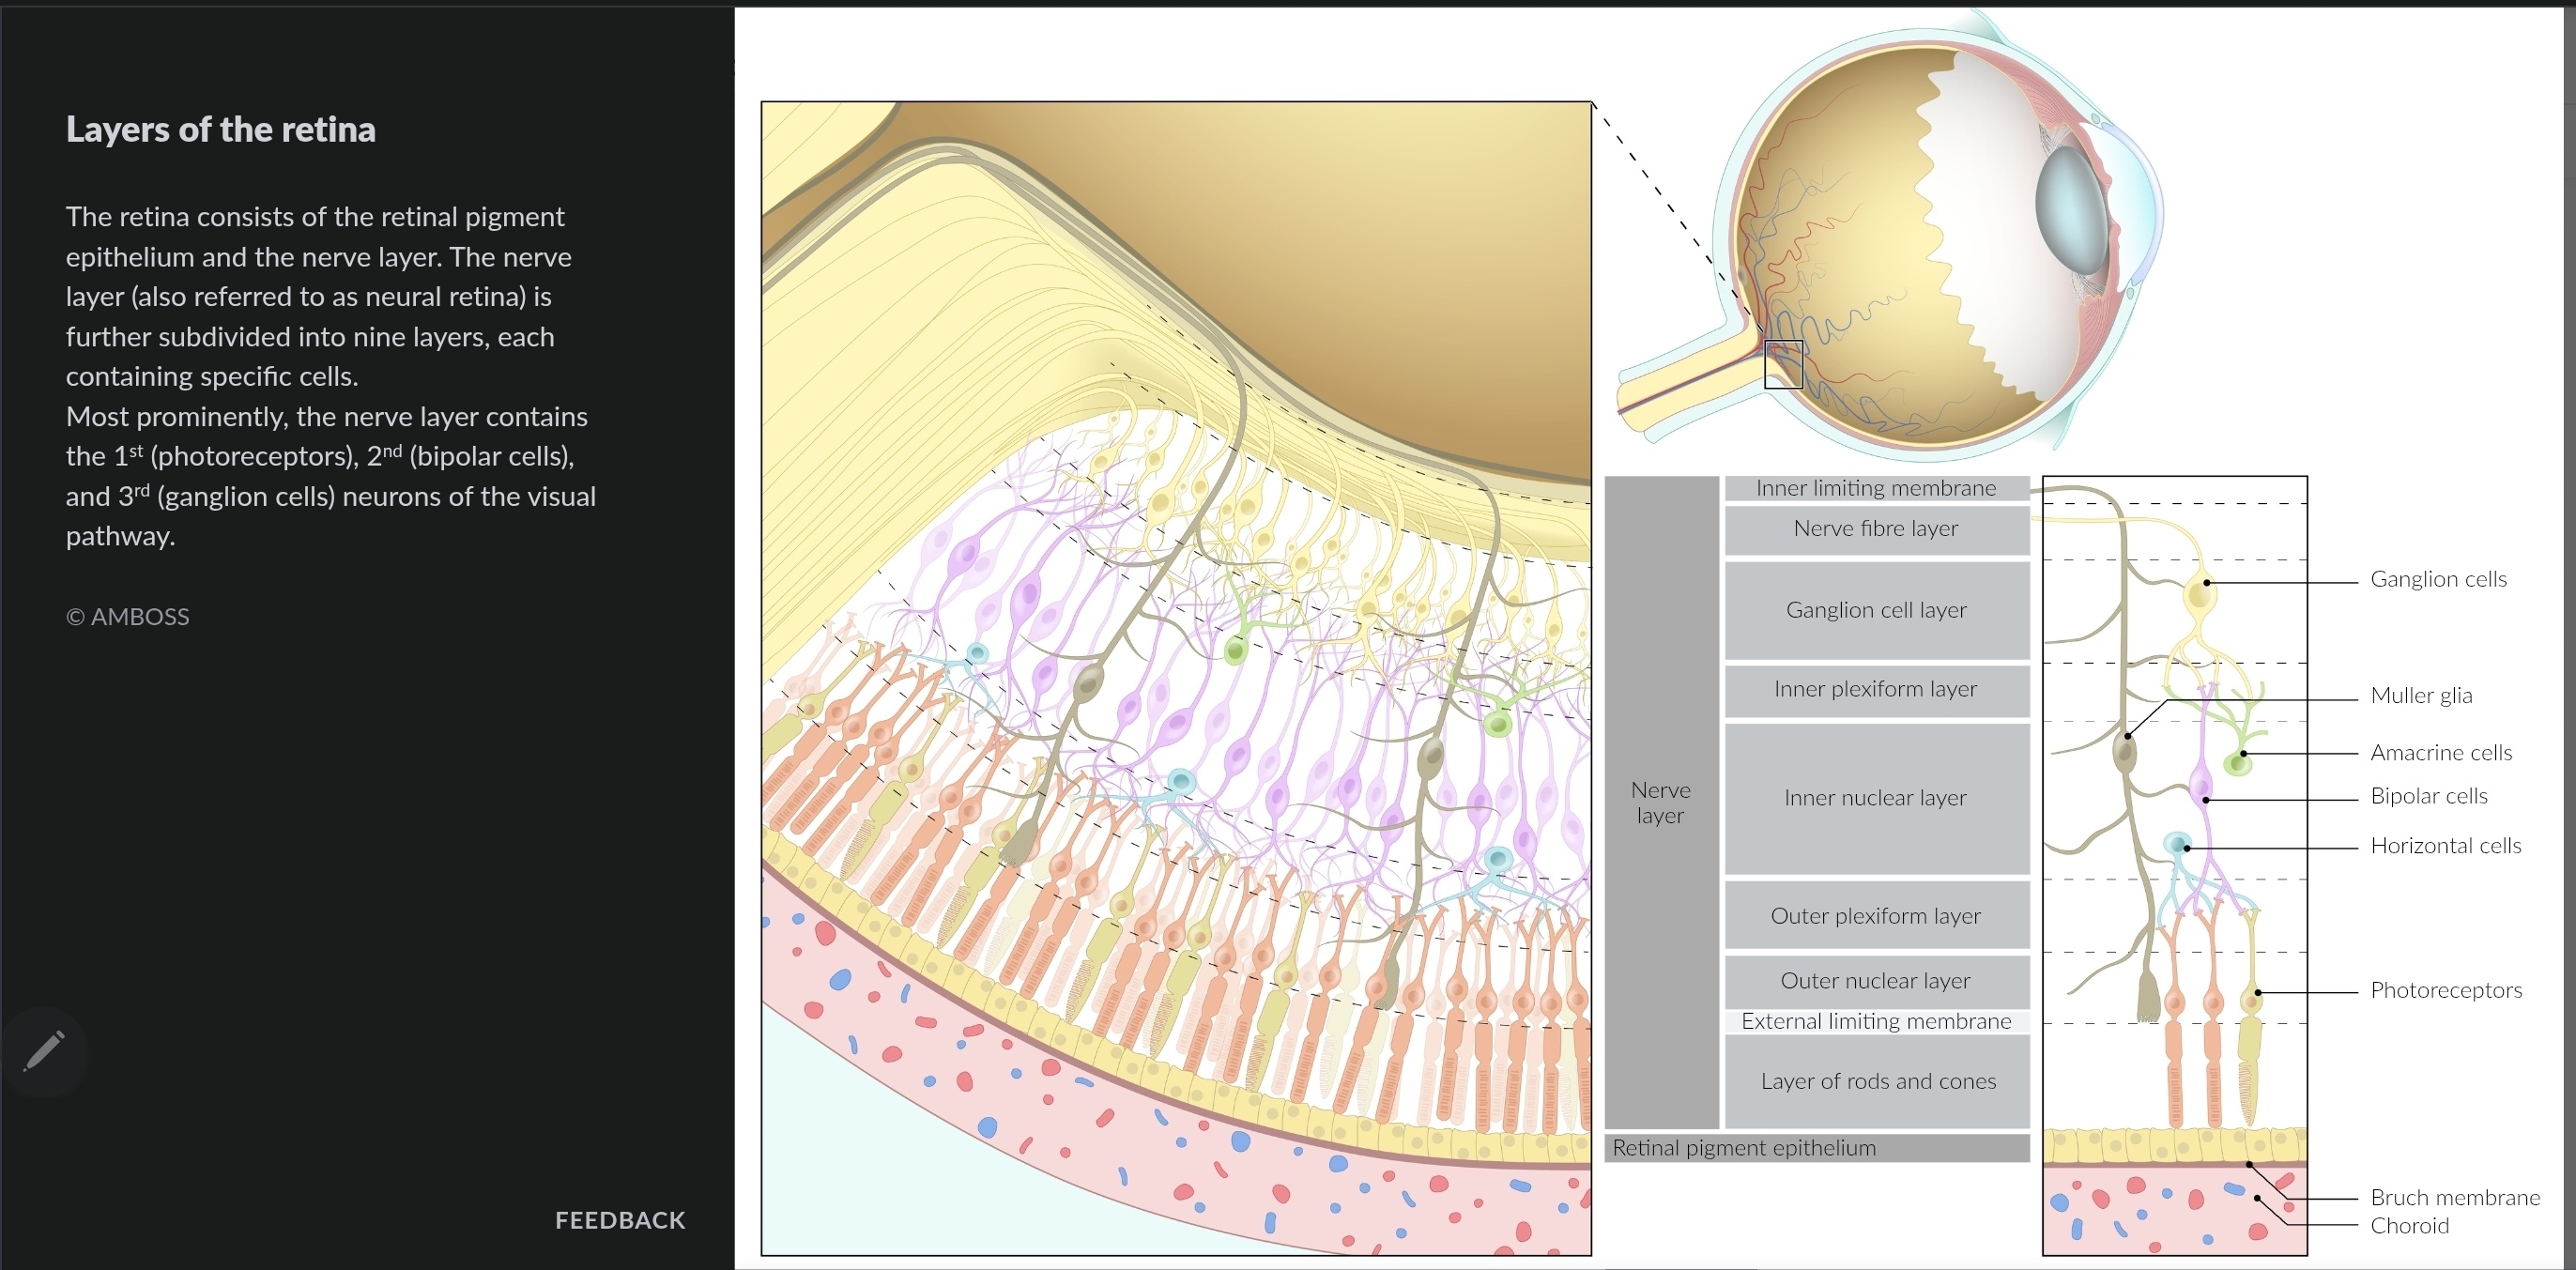 Layers of the retina
The retina consists of the retinal pigment
epithelium and the nerve layer. The nerve
layer (also referred to as neural retina) is
further subdivided into nine layers, each
containing specific cells.
Most prominently, the nerve layer contains
the 1st (photoreceptors), 2nd (bipolar cells),
and 3rd (ganglion cells) neurons of the visual
pathway.
© AMBOSS
FEEDBACK
Nerve
layer
Inner limiting membrane
Nerve fibre layer
Ganglion cell layer
Inner plexiform layer
Inner nuclear layer
Outer plexiform layer
Outer nuclear layer
External limiting membrane
Layer of rods and cones
Retinal pigment epithelium
Ganglion cells
Muller glia
Amacrine cells
Bipolar cells
Horizontal cells
Photoreceptors
Bruch membrane
Choroid